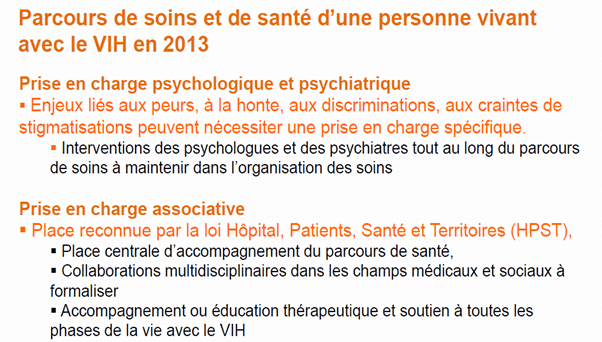 Parcours de soins et de santé d’une personne vivant
avec le VIH en 2013
Prise en charge psychologique et psychiatrique
▪ Enjeux liés aux peurs, à la honte, aux discriminations, aux craintes de
stigmatisations peuvent nécessiter une prise en charge spécifique.
▪ Interventions des psychologues et des psychiatres tout au long du parcours
de soins à maintenir dans l’organisation des soins
Prise en charge associative
▪ Place reconnue par la loi Hôpital, Patients, Santé et Territoires (HPST),
▪ Place centrale d’accompagnement du parcours de santé,
▪ Collaborations multidisciplinaires dans les champs médicaux et sociaux à
formaliser
▪ Accompagnement ou éducation thérapeutique et soutien à toutes les
phases de la vie avec le VIH